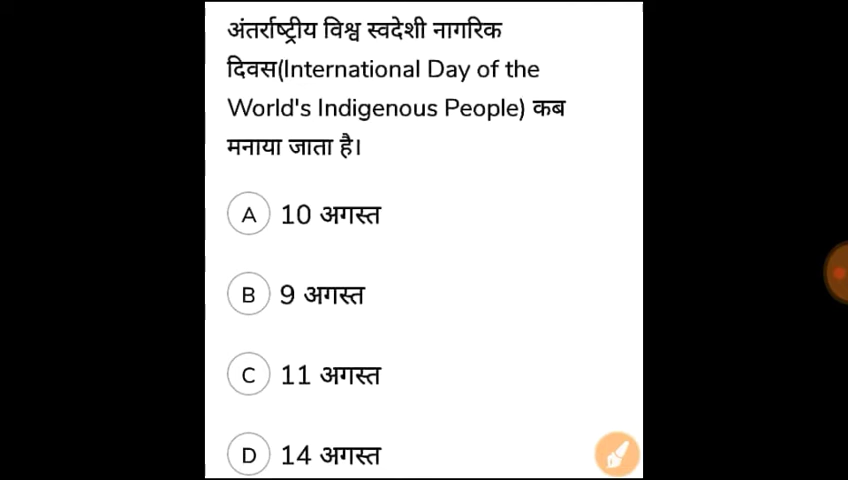 अंतर्राष्ट्रीय विश्व स्वदेशी नागरिक
दिवस(International Day of the
World's Indigenous People) कब
मनाया जाता है।
A 10 अगस्त
B 9 अगस्त
C 11 अगस्त
D 14 अगस्त